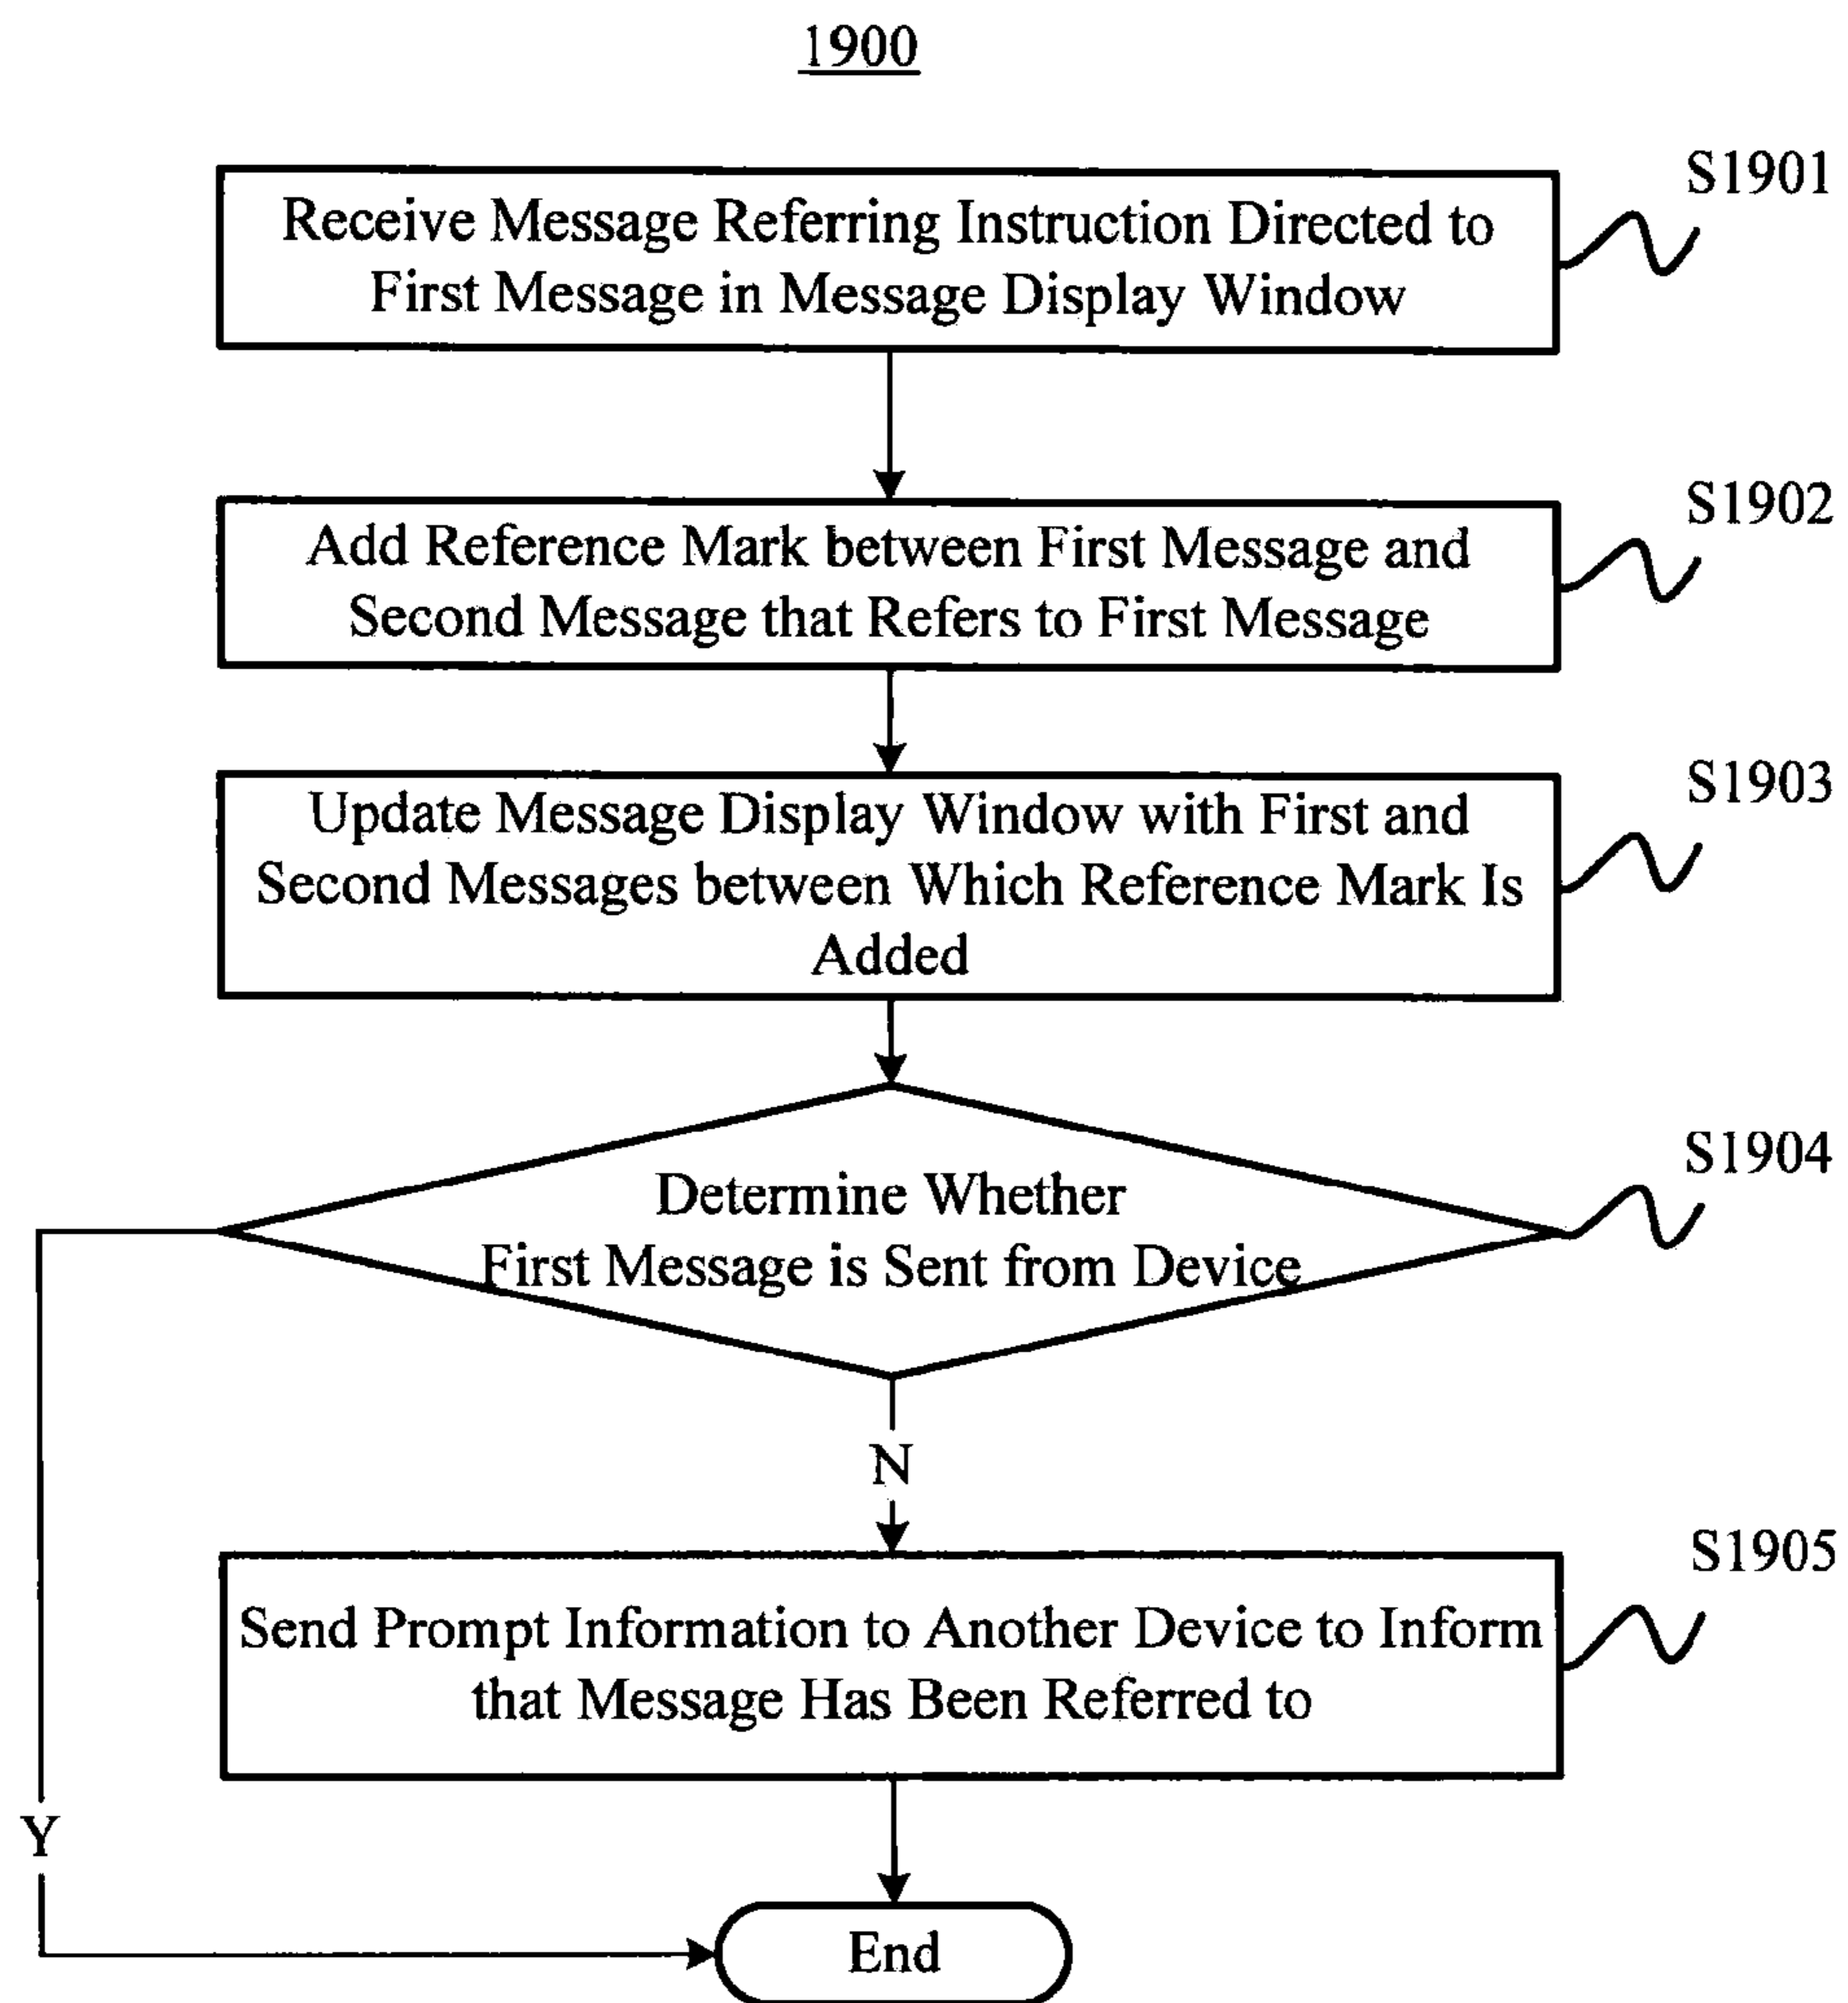 1900
S1901
Receive Message Referring Instruction Directed to
First Message in Message Display Window
S1902
Add Reference Mark between First Message and
Second Message that Refers to First Message
S1903
Update Message Display Window with First and
Second Messages between Which Reference Mark Is
Added
S1904
Determine Whether
First Message is Sent from Device
N
S1905
Send Prompt Information to Another Device to Inform
that Message Has Been Referred to
Y
End